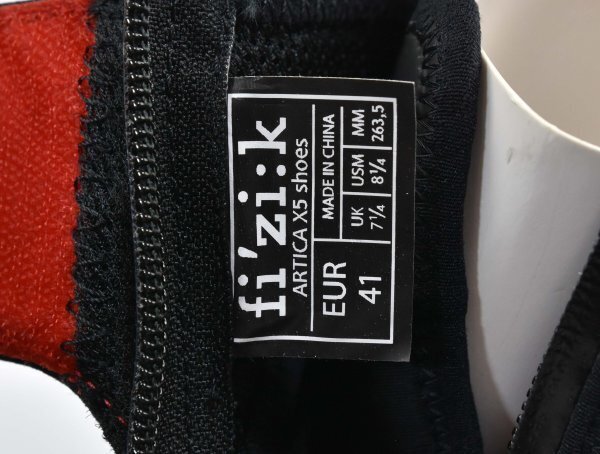 fi'zi:k
ARTICA X5 shoes
MADE IN CHINA
UK USM MM
7¼ 8¼ 263,5
EUR 41